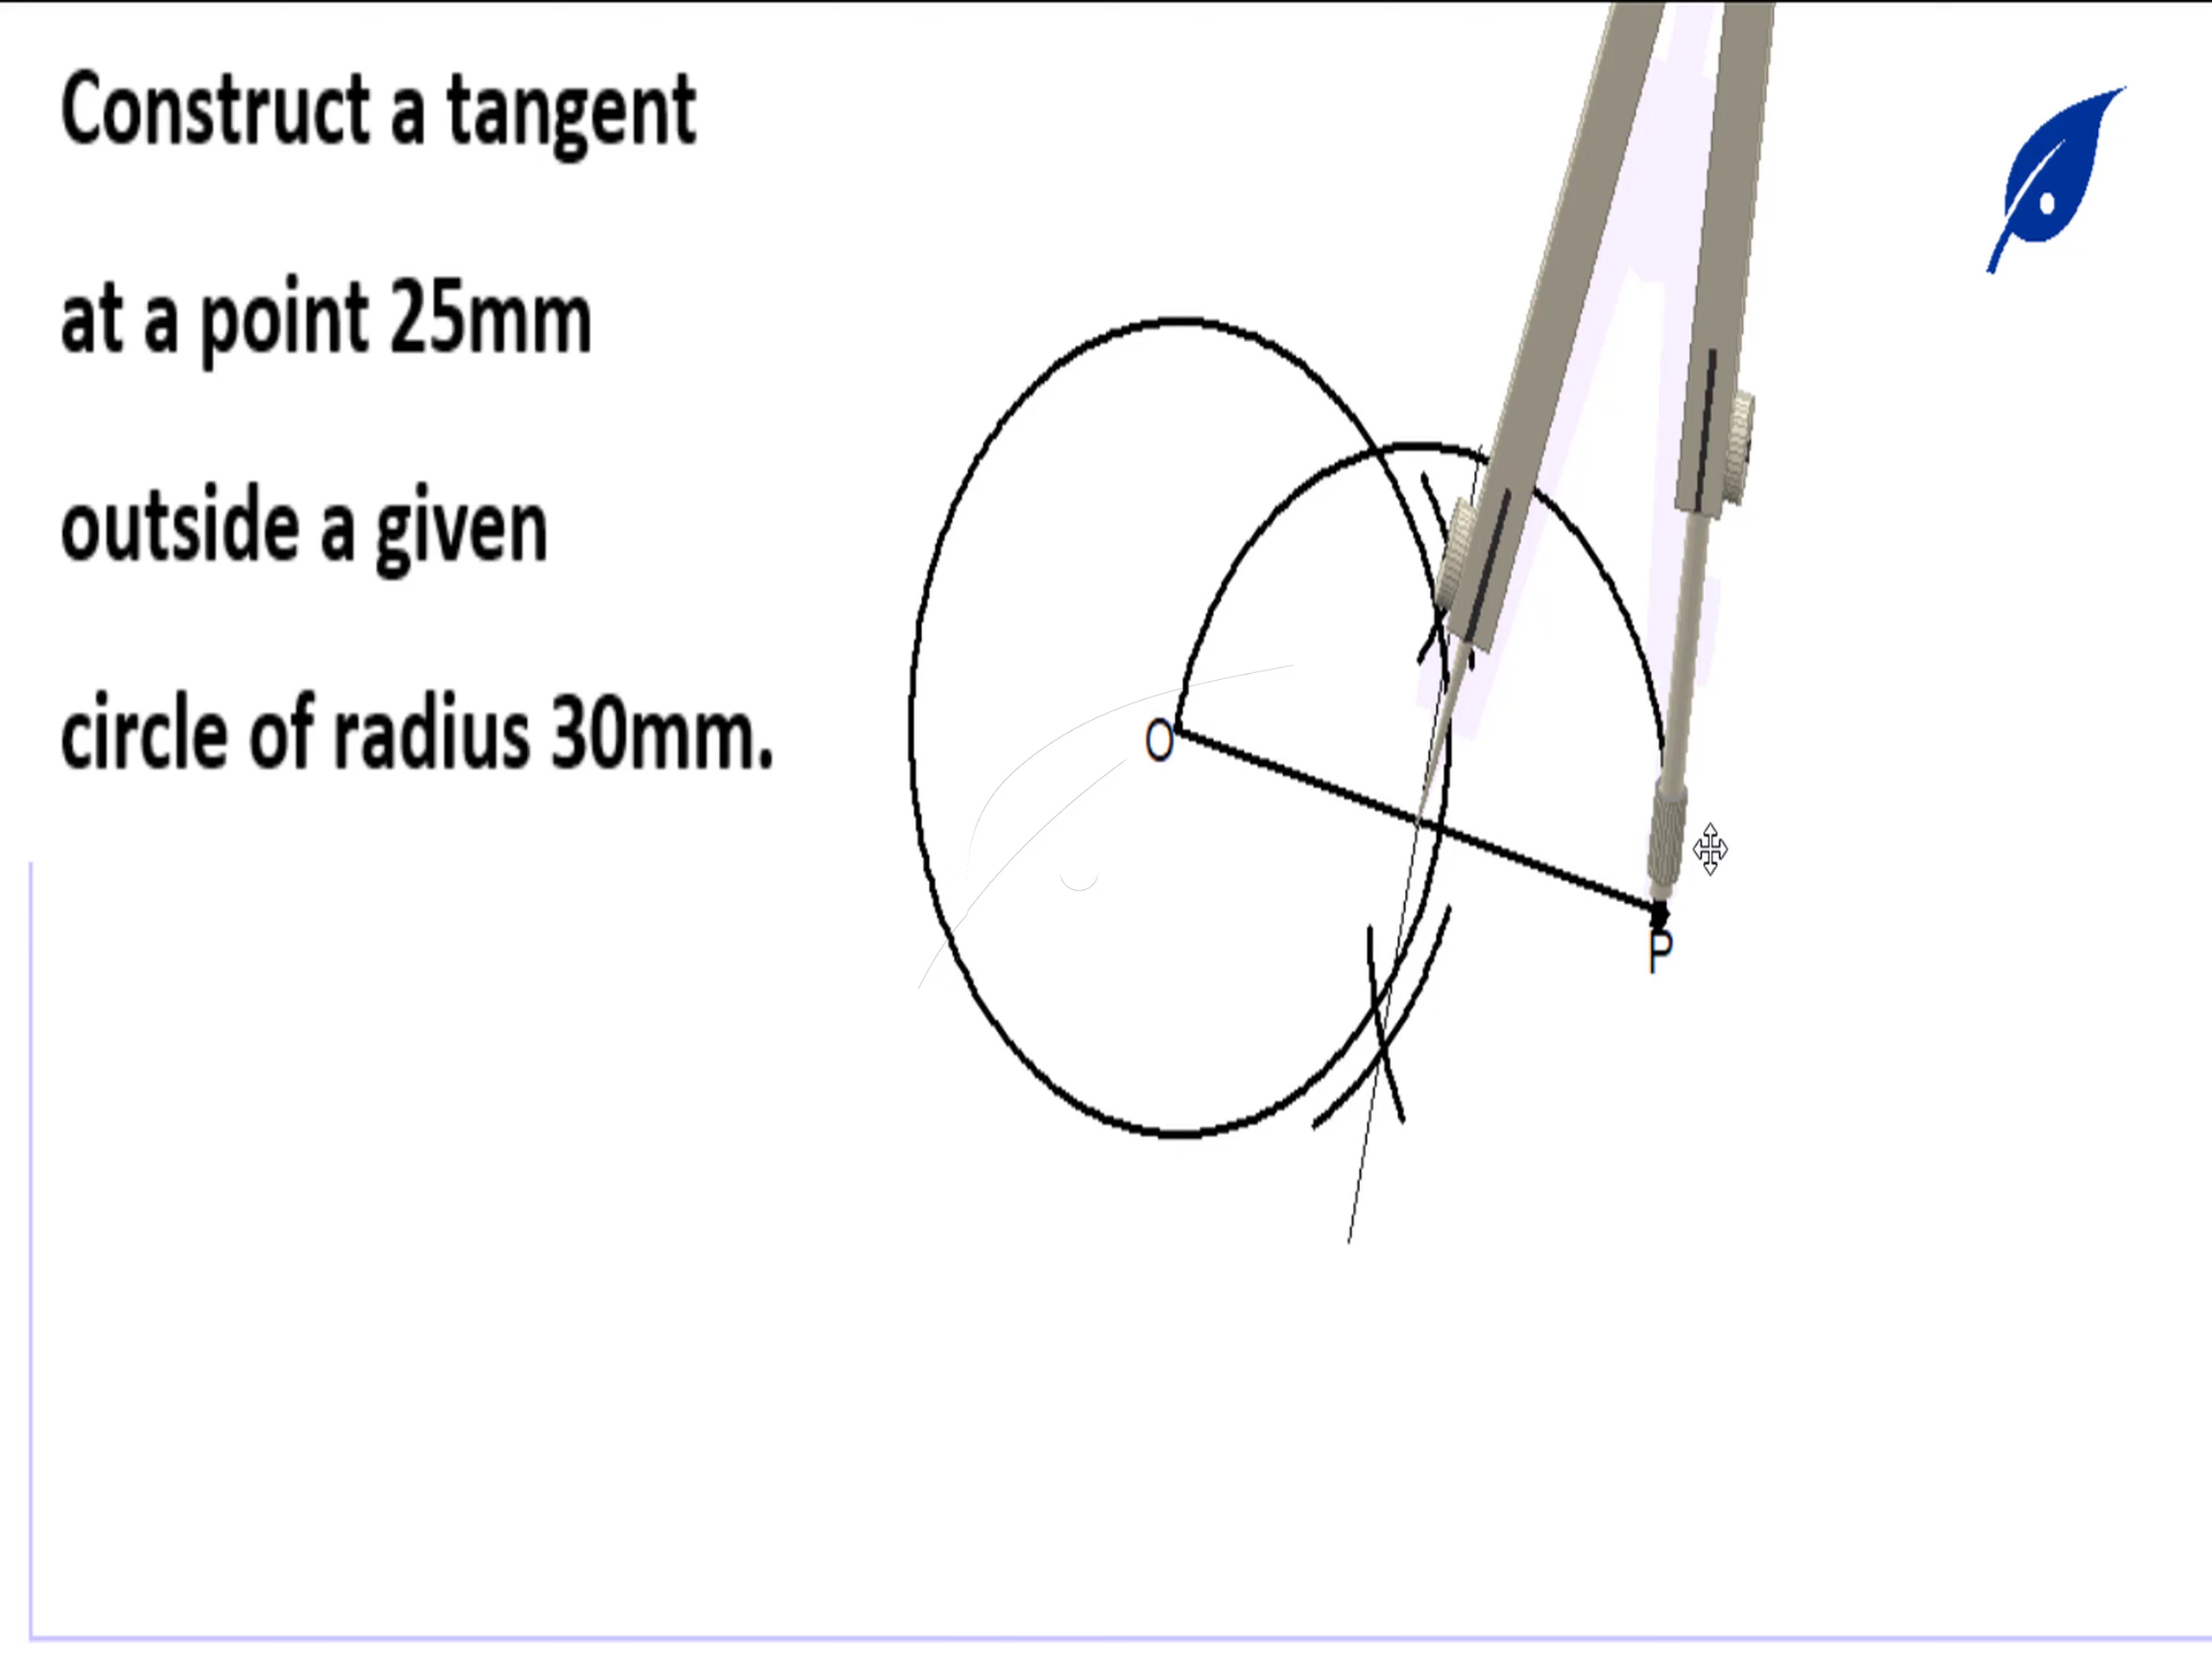 Construct a tangent
at a point 25mm
outside a given
circle of radius 30mm.
O
P